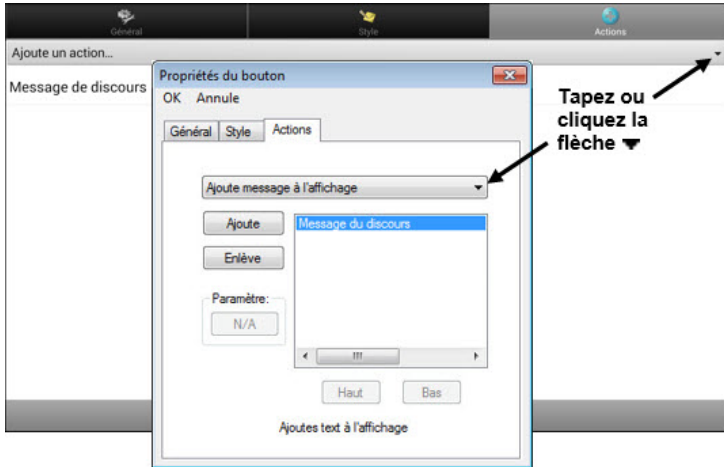 Général
Style
Actions
Ajoute un action...
Message de discours
Propriétés du bouton
OK Annule
Général Style Actions
Ajoute message à l'affichage
Ajoute
Message du discours
Enlève
Paramètre:
N/A
Haut Bas
Ajoutes text à l'affichage
Tapez ou
cliquez la
flèche